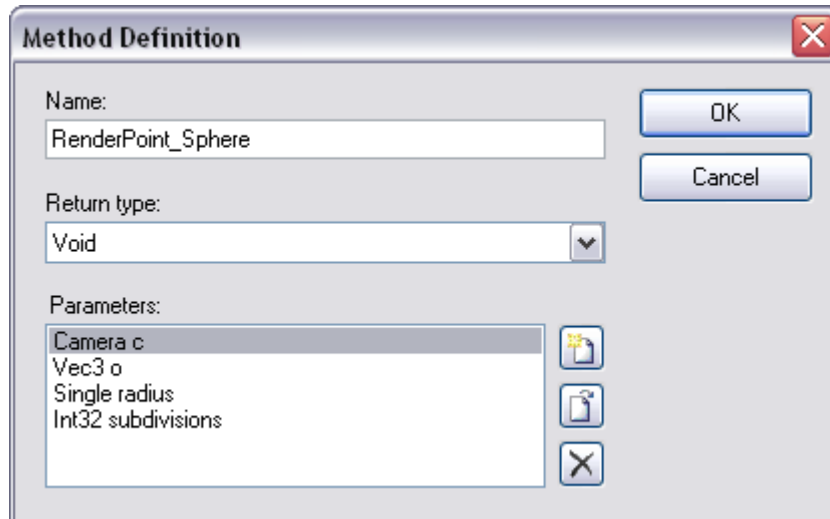 Method Definition
Name:
OK
RenderPoint_Sphere
Cancel
Return type:
Void
Parameters:
Camera c
Vec3 o
Single radius
Int32 subdivisions